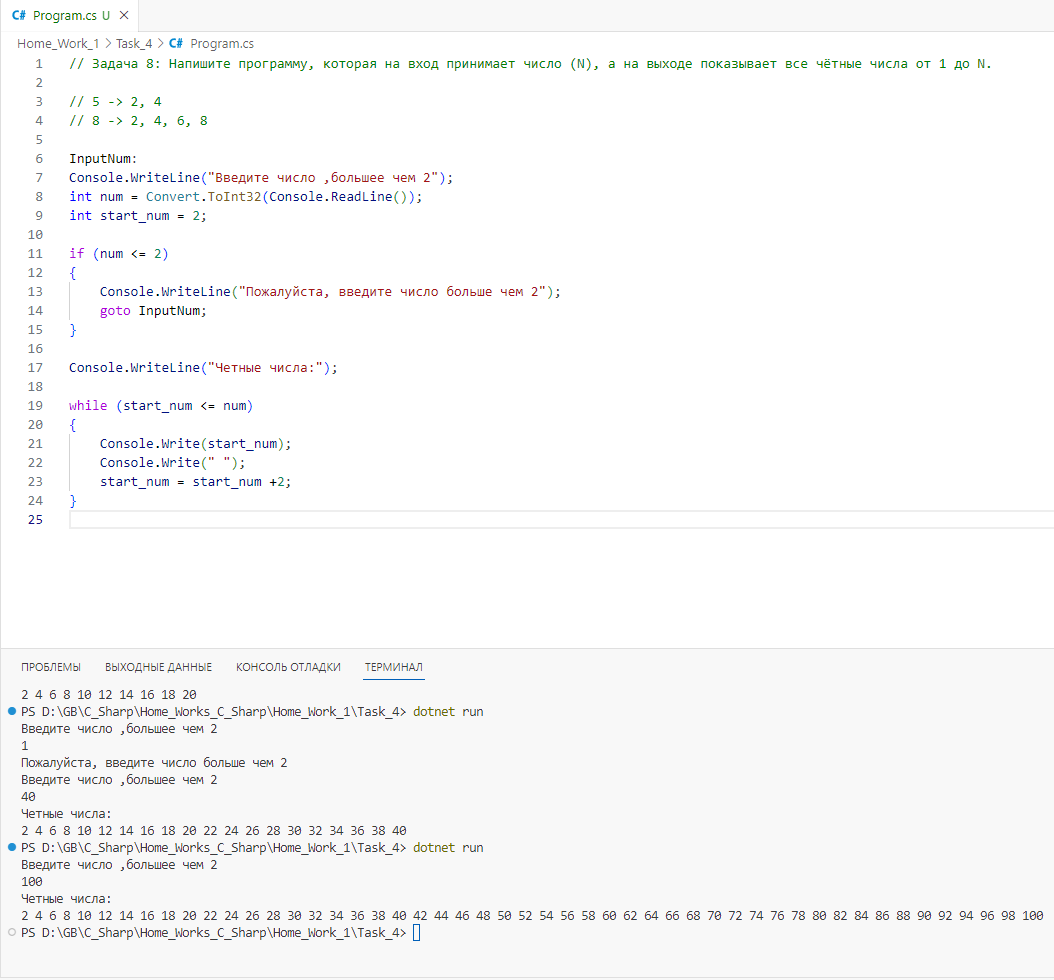 C# Program.cs U ×
Home_Work_1 > Task_4 > C# Program.cs
1 // Задача 8: Напишите программу, которая на вход принимает число (N), а на выходе показывает все чётные числа от 1 до N.
2
3 // 5 -> 2, 4
4 // 8 -> 2, 4, 6, 8
5
6 InputNum:
7 Console.WriteLine("Введите число ,большее чем 2");
8 int num = Convert.ToInt32(Console.ReadLine());
9 int start_num = 2;
10
11 if (num <= 2)
12 {
13     Console.WriteLine("Пожалуйста, введите число больше чем 2");
14     goto InputNum;
15 }
16
17 Console.WriteLine("Четные числа:");
18
19 while (start_num <= num)
20 {
21     Console.Write(start_num);
22     Console.Write(" ");
23     start_num = start_num +2;
24 }
25
ПРОБЛЕМЫ ВЫХОДНЫЕ ДАННЫЕ КОНСОЛЬ ОТЛАДКИ ТЕРМИНАЛ
2 4 6 8 10 12 14 16 18 20
PS D:\GB\C_Sharp\Home_Works_C_Sharp\Home_Work_1\Task_4> dotnet run
Введите число ,большее чем 2
1
Пожалуйста, введите число больше чем 2
Введите число ,большее чем 2
40
Четные числа:
2 4 6 8 10 12 14 16 18 20 22 24 26 28 30 32 34 36 38 40
PS D:\GB\C_Sharp\Home_Works_C_Sharp\Home_Work_1\Task_4> dotnet run
Введите число ,большее чем 2
100
Четные числа:
2 4 6 8 10 12 14 16 18 20 22 24 26 28 30 32 34 36 38 40 42 44 46 48 50 52 54 56 58 60 62 64 66 68 70 72 74 76 78 80 82 84 86 88 90 92 94 96 98 100
PS D:\GB\C_Sharp\Home_Works_C_Sharp\Home_Work_1\Task_4>